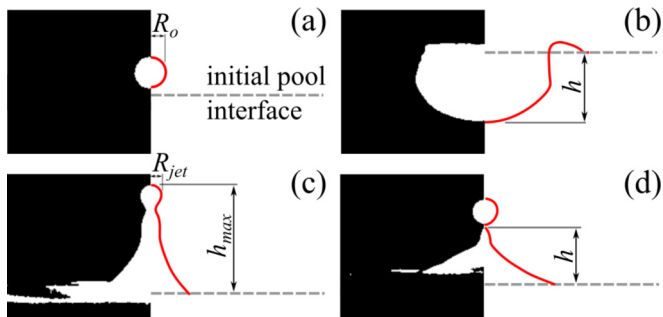 R_o
(a)
initial pool
interface
(b)
h
R_jet
(c)
h_max
(d)
h